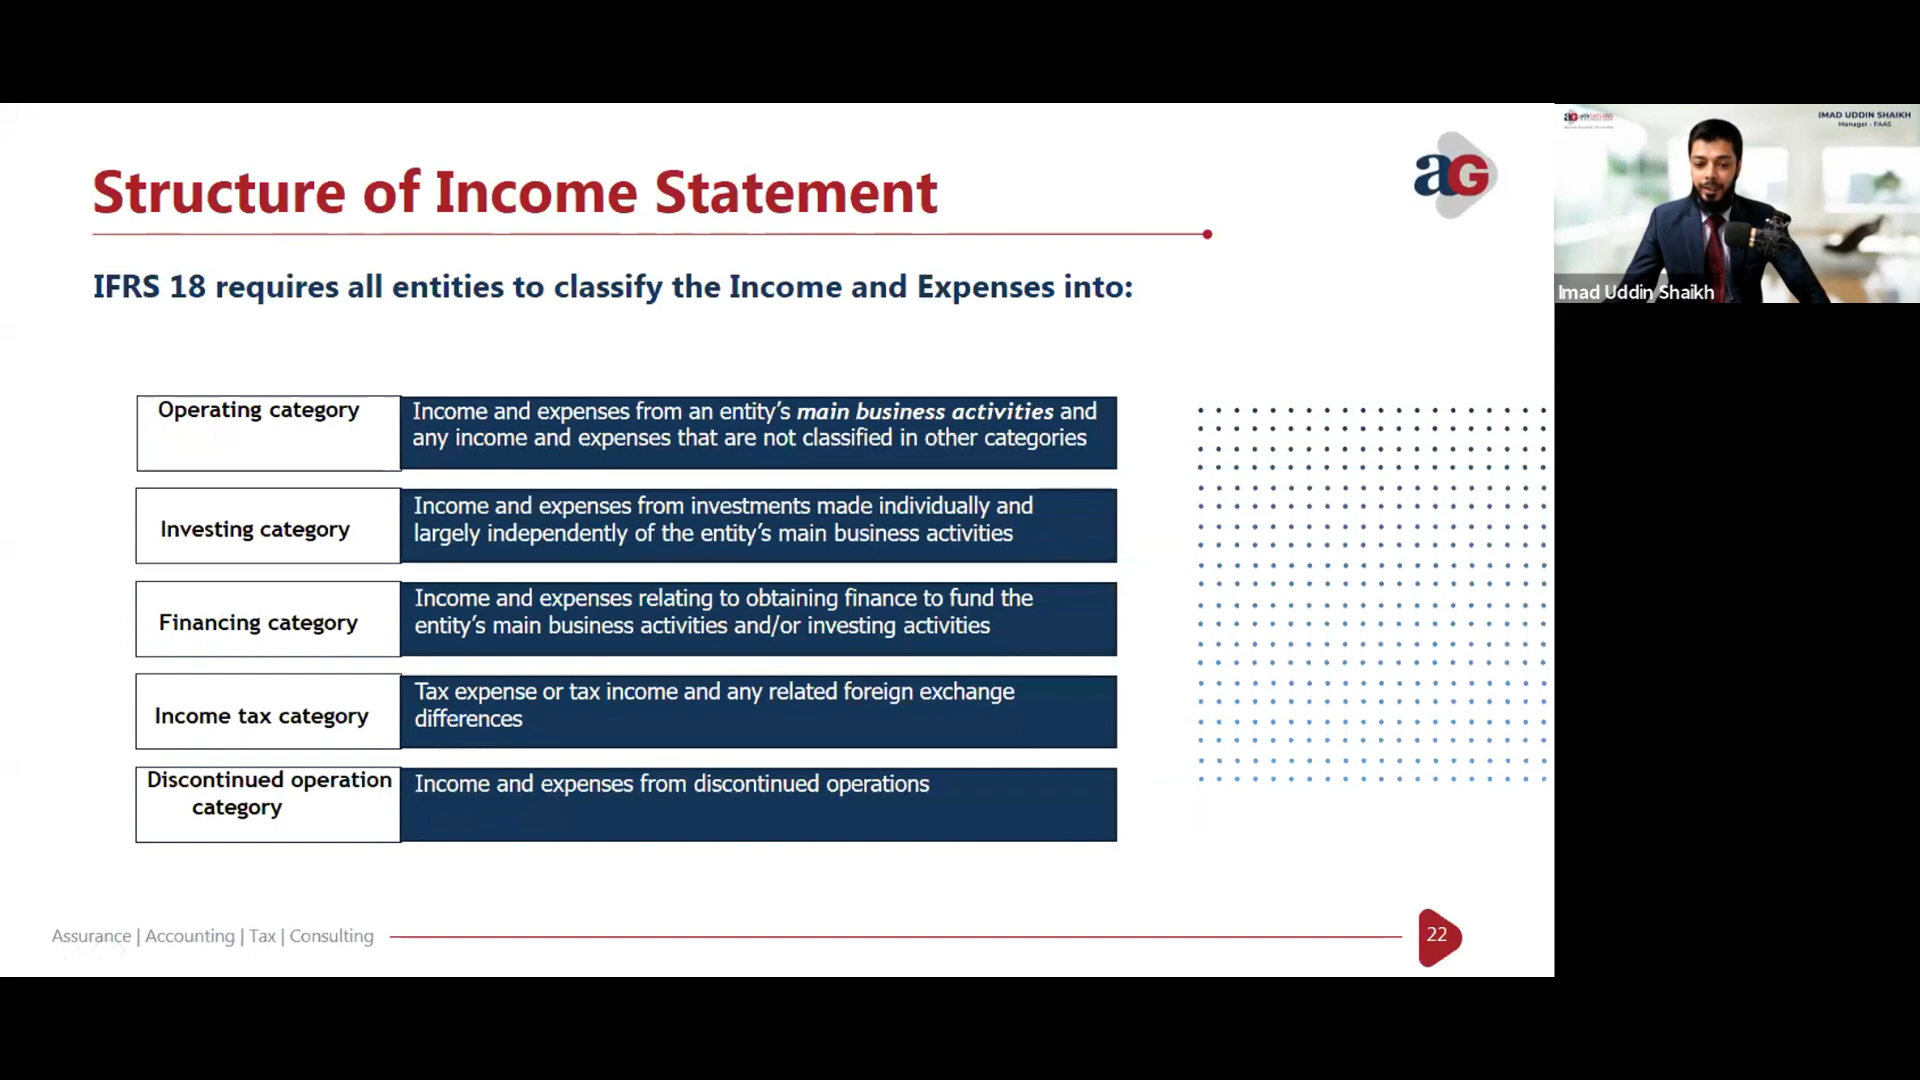 Structure of Income Statement
aG
IFRS 18 requires all entities to classify the Income and Expenses into:
Operating category
Income and expenses from an entity's main business activities and
any income and expenses that are not classified in other categories
Investing category
Income and expenses from investments made individually and
largely independently of the entity's main business activities
Financing category
Income and expenses relating to obtaining finance to fund the
entity's main business activities and/or investing activities
Income tax category
Tax expense or tax income and any related foreign exchange
differences
Discontinued operation
category
Income and expenses from discontinued operations
Assurance | Accounting | Tax | Consulting
22
IMAD UDDIN SHAIKH
Manager - FAAS
Imad Uddin Shaikh